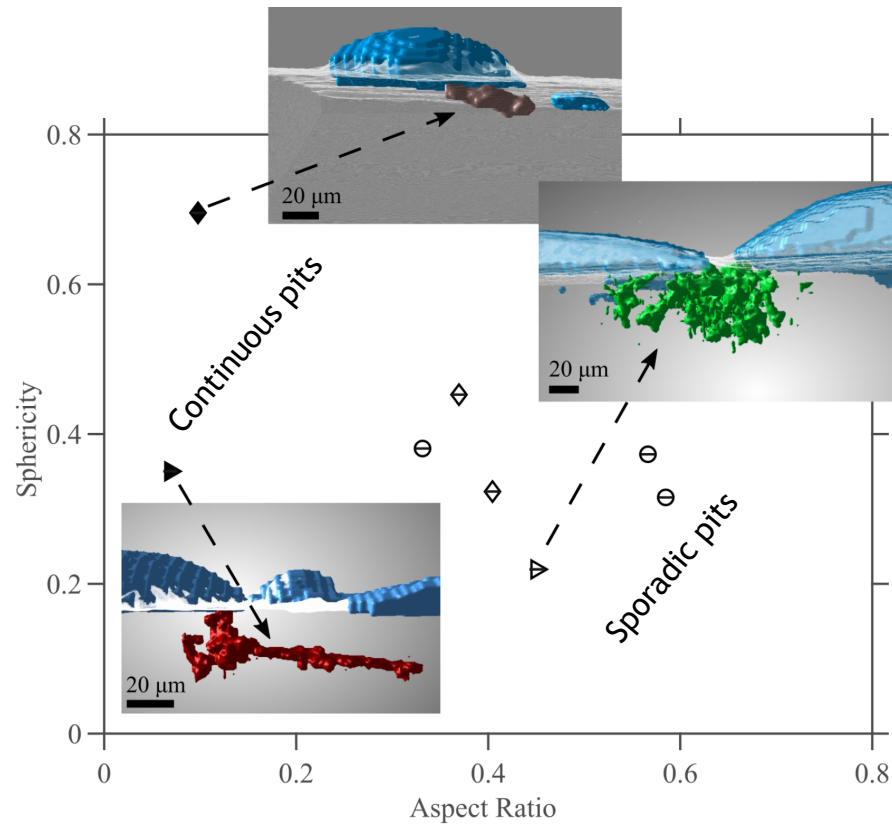 20 μm
0.8
20 μm
Continuous pits
0.6
Sphericity
0.4
Sporadic pits
0.2
20 μm
0
0
0.2
0.4
0.6
0.8
Aspect Ratio